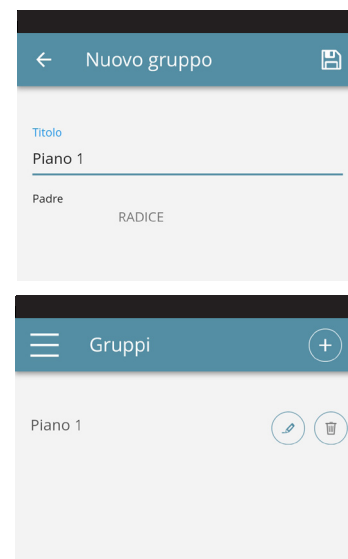 Nuovo gruppo
Titolo
Piano 1
Padre
RADICE
Gruppi
Piano 1